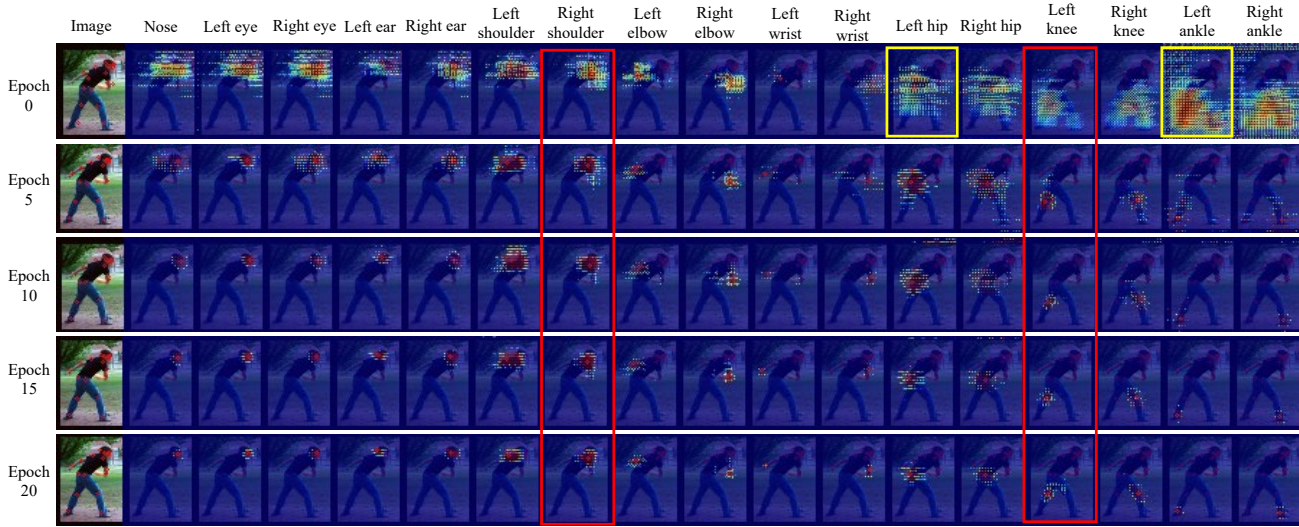 Image Nose Left eye Right eye Left ear Right ear Left shoulder Right shoulder Left elbow Right elbow Left wrist Right wrist Left hip Right hip Left knee Right knee Left ankle Right ankle
Epoch 0
Epoch 5
Epoch 10
Epoch 15
Epoch 20